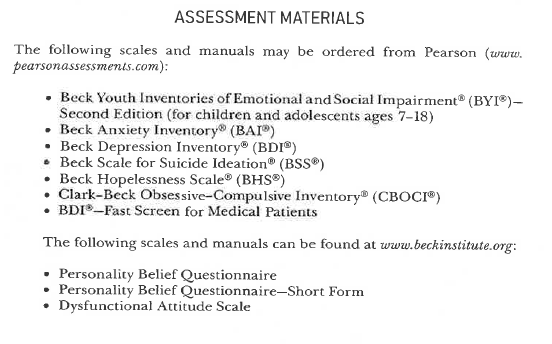 ASSESSMENT MATERIALS
The following scales and manuals may be ordered from Pearson (www.
pearsonassessments.com):
• Beck Youth Inventories of Emotional and Social Impairment® (BYI®)—
Second Edition (for children and adolescents ages 7–18)
• Beck Anxiety Inventory® (BAI®)
• Beck Depression Inventory® (BDI®)
• Beck Scale for Suicide Ideation® (BSS®)
• Beck Hopelessness Scale® (BHS®)
• Clark–Beck Obsessive–Compulsive Inventory® (CBOCI®)
• BDI®—Fast Screen for Medical Patients
The following scales and manuals can be found at www.beckinstitute.org:
• Personality Belief Questionnaire
• Personality Belief Questionnaire—Short Form
• Dysfunctional Attitude Scale